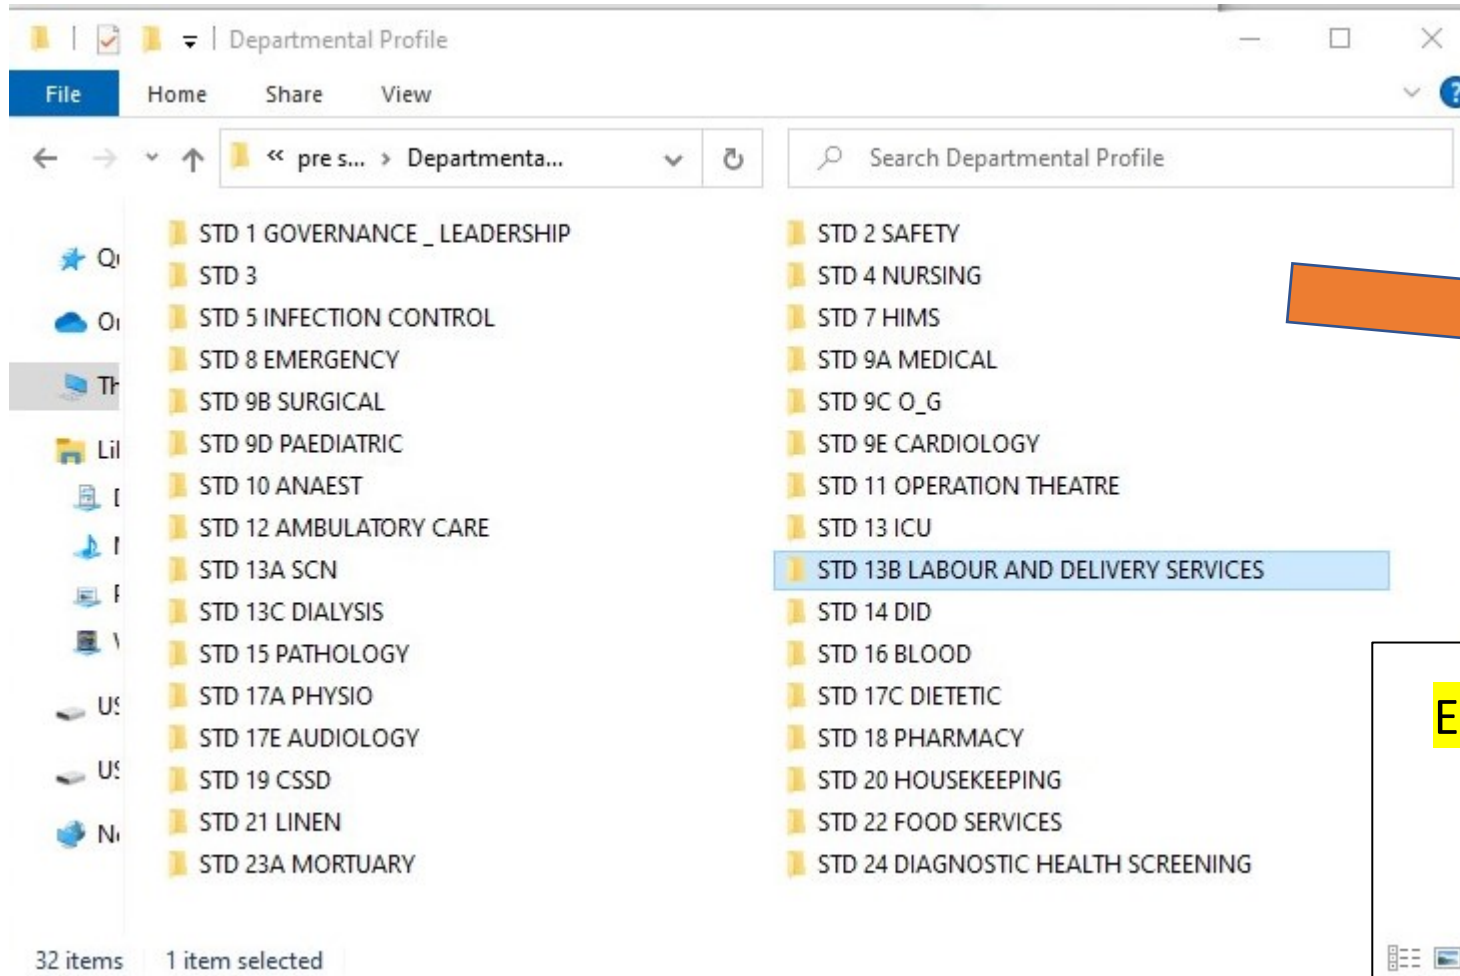 Departmental Profile
File Home Share View
« pre s... › Departmenta... Search Departmental Profile
STD 1 GOVERNANCE _ LEADERSHIP STD 2 SAFETY
STD 3 STD 4 NURSING
STD 5 INFECTION CONTROL STD 7 HIMS
STD 8 EMERGENCY STD 9A MEDICAL
STD 9B SURGICAL STD 9C O_G
STD 9D PAEDIATRIC STD 9E CARDIOLOGY
STD 10 ANAEST STD 11 OPERATION THEATRE
STD 12 AMBULATORY CARE STD 13 ICU
STD 13A SCN STD 13B LABOUR AND DELIVERY SERVICES
STD 13C DIALYSIS STD 14 DID
STD 15 PATHOLOGY STD 16 BLOOD
STD 17A PHYSIO STD 17C DIETETIC
STD 17E AUDIOLOGY STD 18 PHARMACY
STD 19 CSSD STD 20 HOUSEKEEPING
STD 21 LINEN STD 22 FOOD SERVICES
STD 23A MORTUARY STD 24 DIAGNOSTIC HEALTH SCREENING
E
32 items 1 item selected